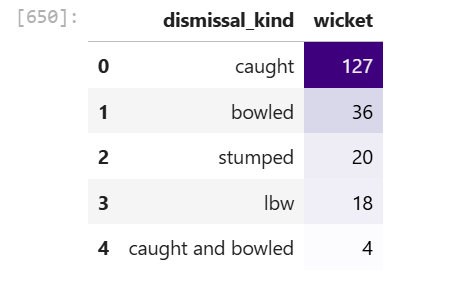 [650]:
dismissal_kind wicket
0 caught 127
1 bowled 36
2 stumped 20
3 lbw 18
4 caught and bowled 4